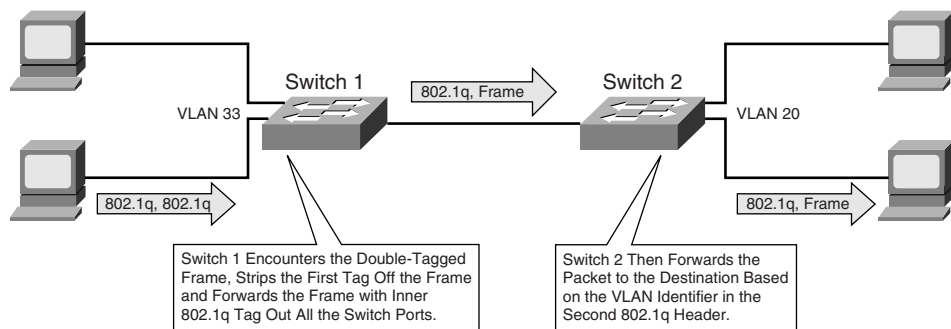 Switch 1
802.1q, Frame
Switch 2
VLAN 33
VLAN 20
802.1q, 802.1q
802.1q, Frame
Switch 1 Encounters the Double-Tagged
Frame, Strips the First Tag Off the Frame
and Forwards the Frame with Inner
802.1q Tag Out All the Switch Ports.
Switch 2 Then Forwards the
Packet to the Destination Based
on the VLAN Identifier in the
Second 802.1q Header.